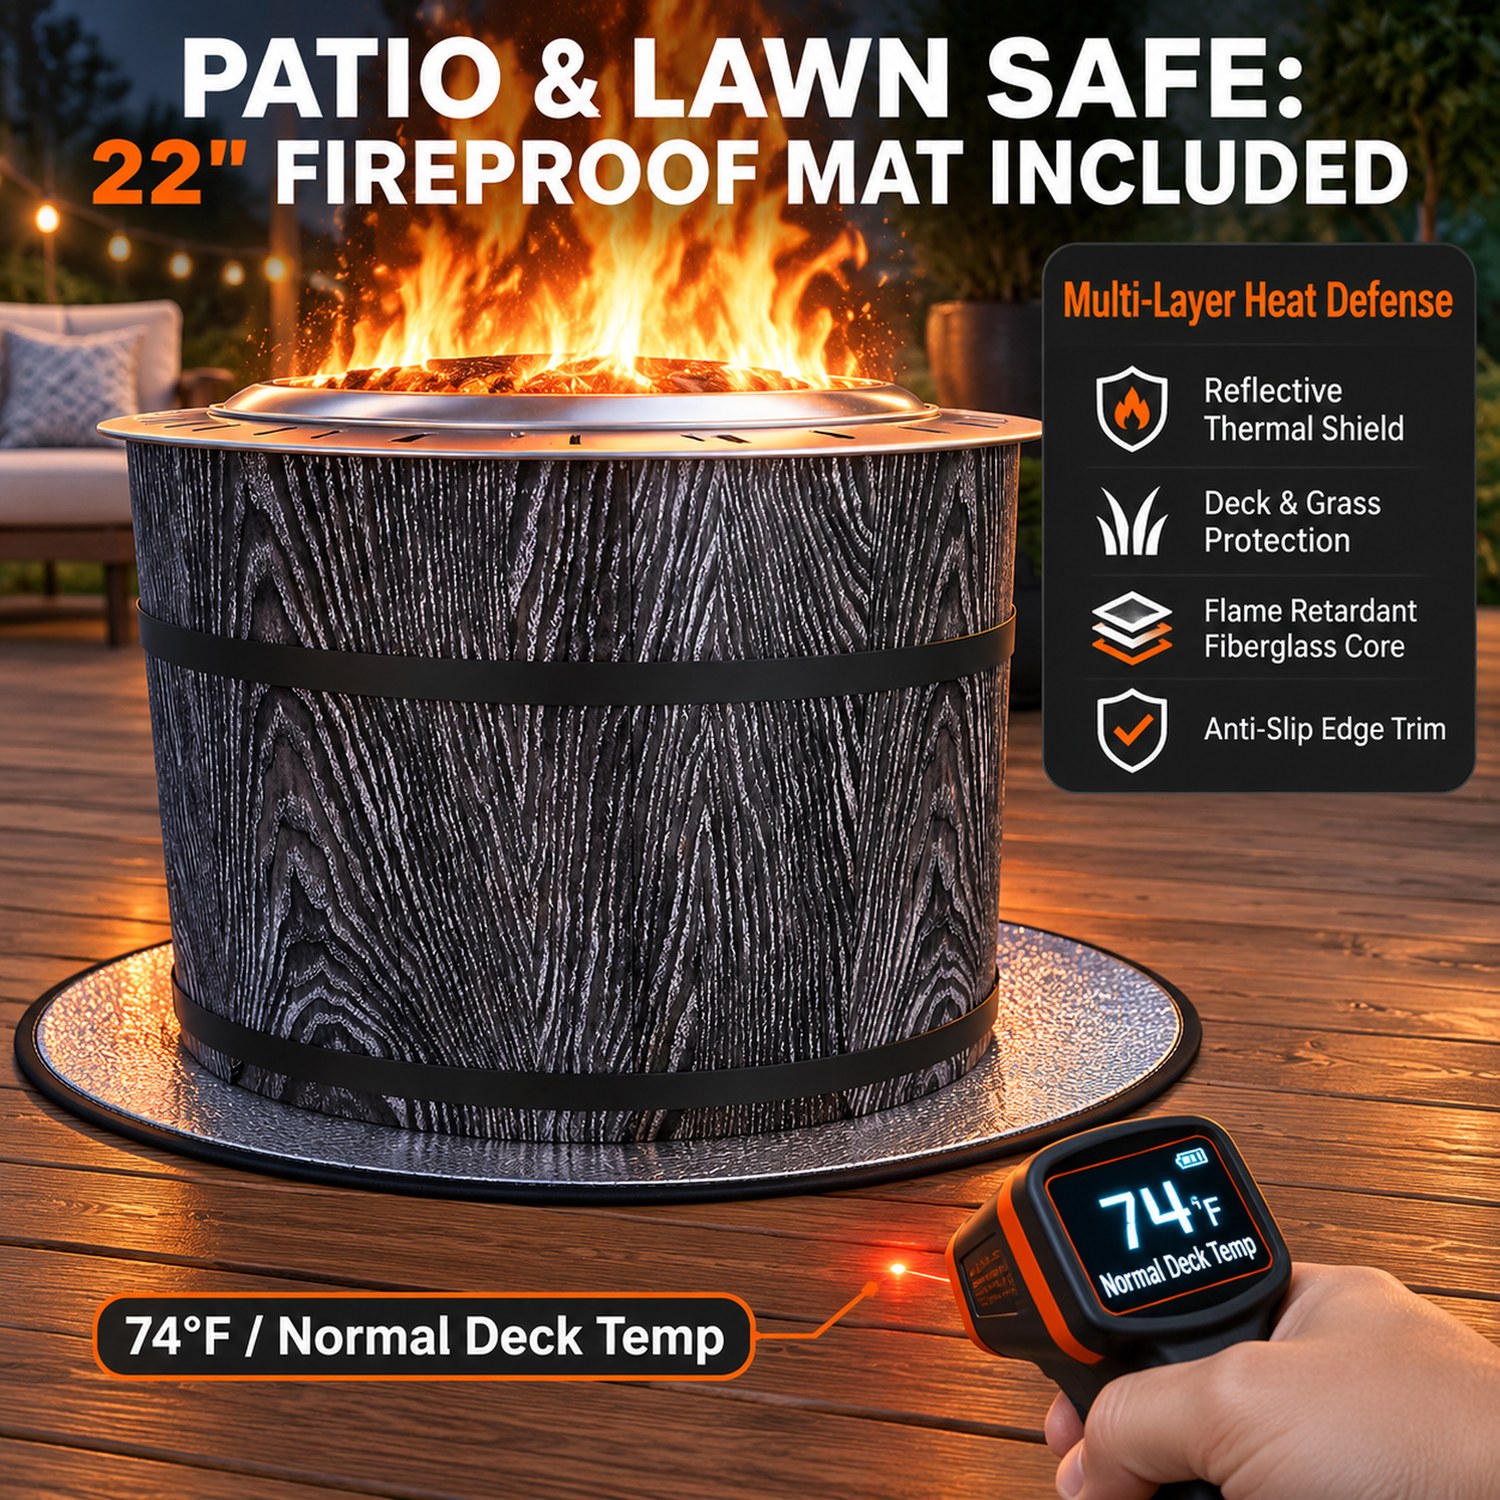 PATIO & LAWN SAFE:
22" FIREPROOF MAT INCLUDED
Multi-Layer Heat Defense
Reflective
Thermal Shield
Deck & Grass
Protection
Flame Retardant
Fiberglass Core
Anti-Slip Edge Trim
74°F
Normal Deck Temp
74°F / Normal Deck Temp